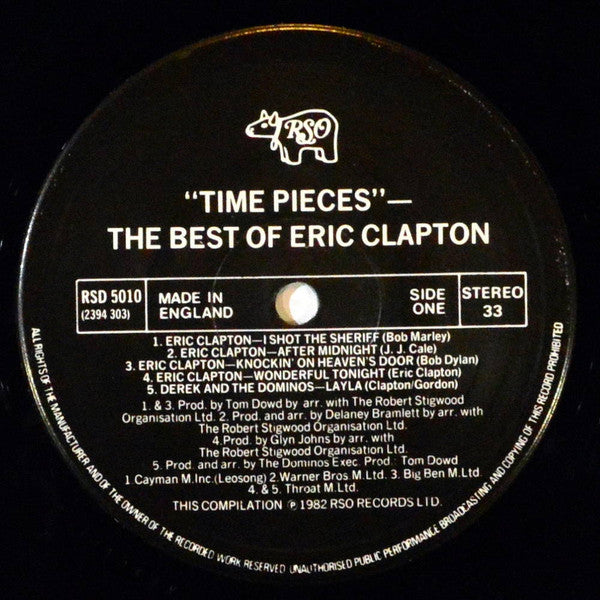 RSO
"TIME PIECES"—
THE BEST OF ERIC CLAPTON
RSD 5010
(2394 303)
MADE IN
ENGLAND
SIDE
ONE
STEREO
33
1. ERIC CLAPTON—I SHOT THE SHERIFF (Bob Marley)
2. ERIC CLAPTON—AFTER MIDNIGHT (J. J. Cale)
3. ERIC CLAPTON—KNOCKIN' ON HEAVEN'S DOOR (Bob Dylan)
4. ERIC CLAPTON—WONDERFUL TONIGHT (Eric Clapton)
5. DEREK AND THE DOMINOS—LAYLA (Clapton/Gordon)
1. & 3. Prod. by Tom Dowd by arr. with The Robert Stigwood
Organisation Ltd. 2. Prod. and arr. by Delaney Bramlett by arr. with
The Robert Stigwood Organisation Ltd.
4. Prod. by Glyn Johns by arr. with
The Robert Stigwood Organisation Ltd.
5. Prod. and arr. by The Dominos Exec. Prod.: Tom Dowd
1 Cayman M.Inc.(Leosong) 2.Warner Bros M.Ltd. 3. Big Ben M.Ltd.
4. & 5. Throat M.Ltd.
THIS COMPILATION ℗ 1982 RSO RECORDS LTD.
ALL RIGHTS OF THE MANUFACTURER AND OF THE OWNER OF THE RECORDED WORK RESERVED UNAUTHORISED PUBLIC PERFORMANCE BROADCASTING AND COPYING OF THIS RECORD PROHIBITED